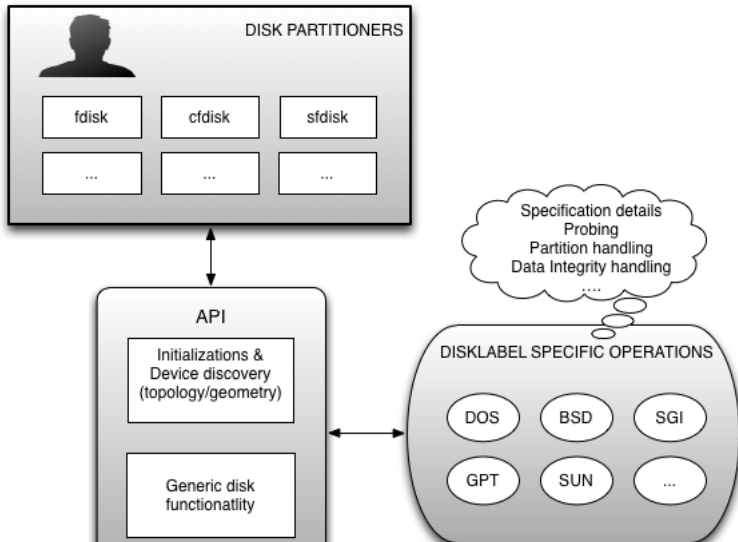 DISK PARTITIONERS
fdisk
cfdisk
sfdisk
...
...
...
Specification details
Probing
Partition handling
Data Integrity handling
....
API
Initializations &
Device discovery
(topology/geometry)
Generic disk
functionatlity
DISKLABEL SPECIFIC OPERATIONS
DOS
BSD
SGI
GPT
SUN
...